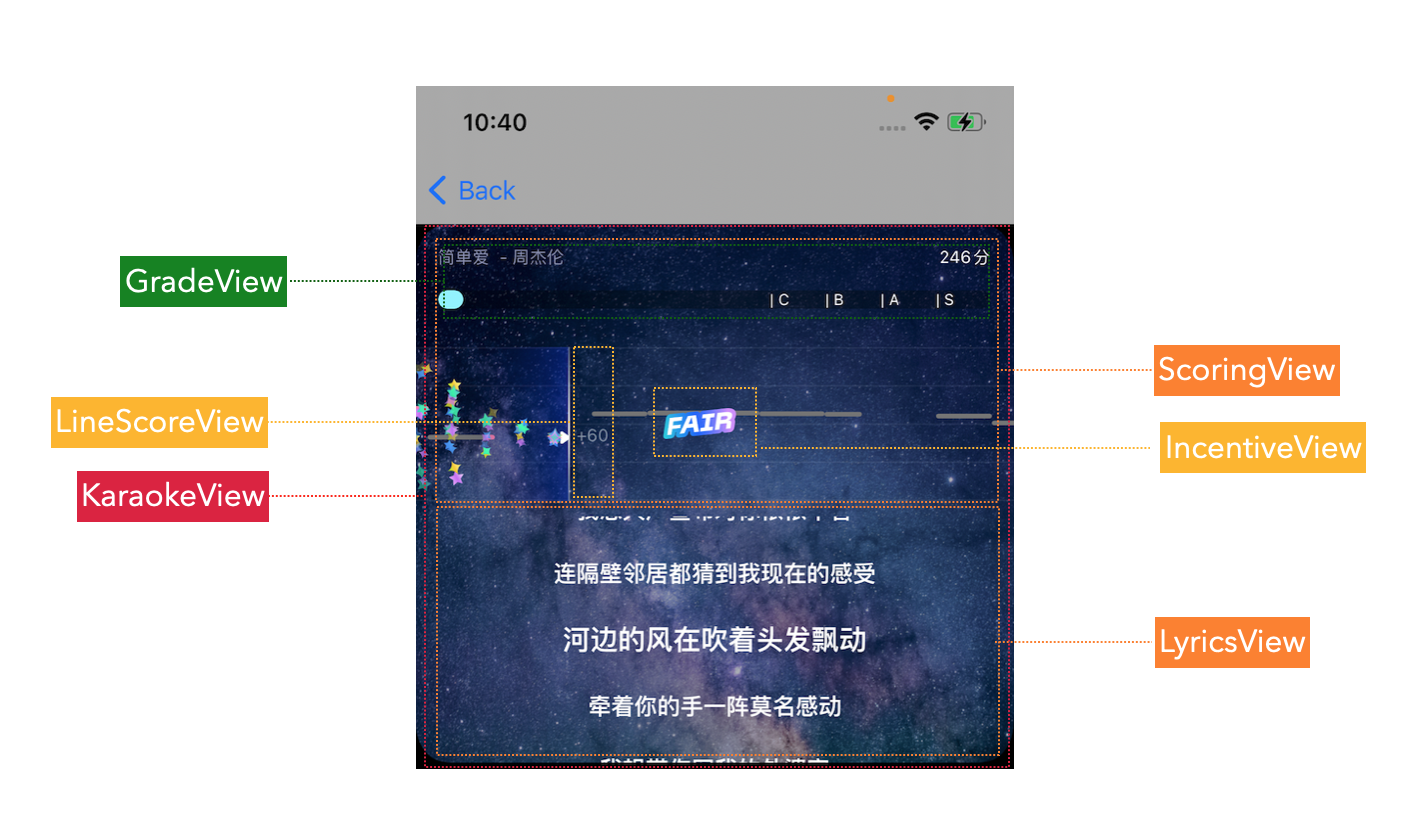 10:40
Back
简单爱 - 周杰伦
246分
| C | B | A | S
GradeView
ScoringView
LineScoreView
+60
FAIR
IncentiveView
KaraokeView
连隔壁邻居都猜到我现在的感受
河边的风在吹着头发飘动
LyricsView
牵着你的手一阵莫名感动